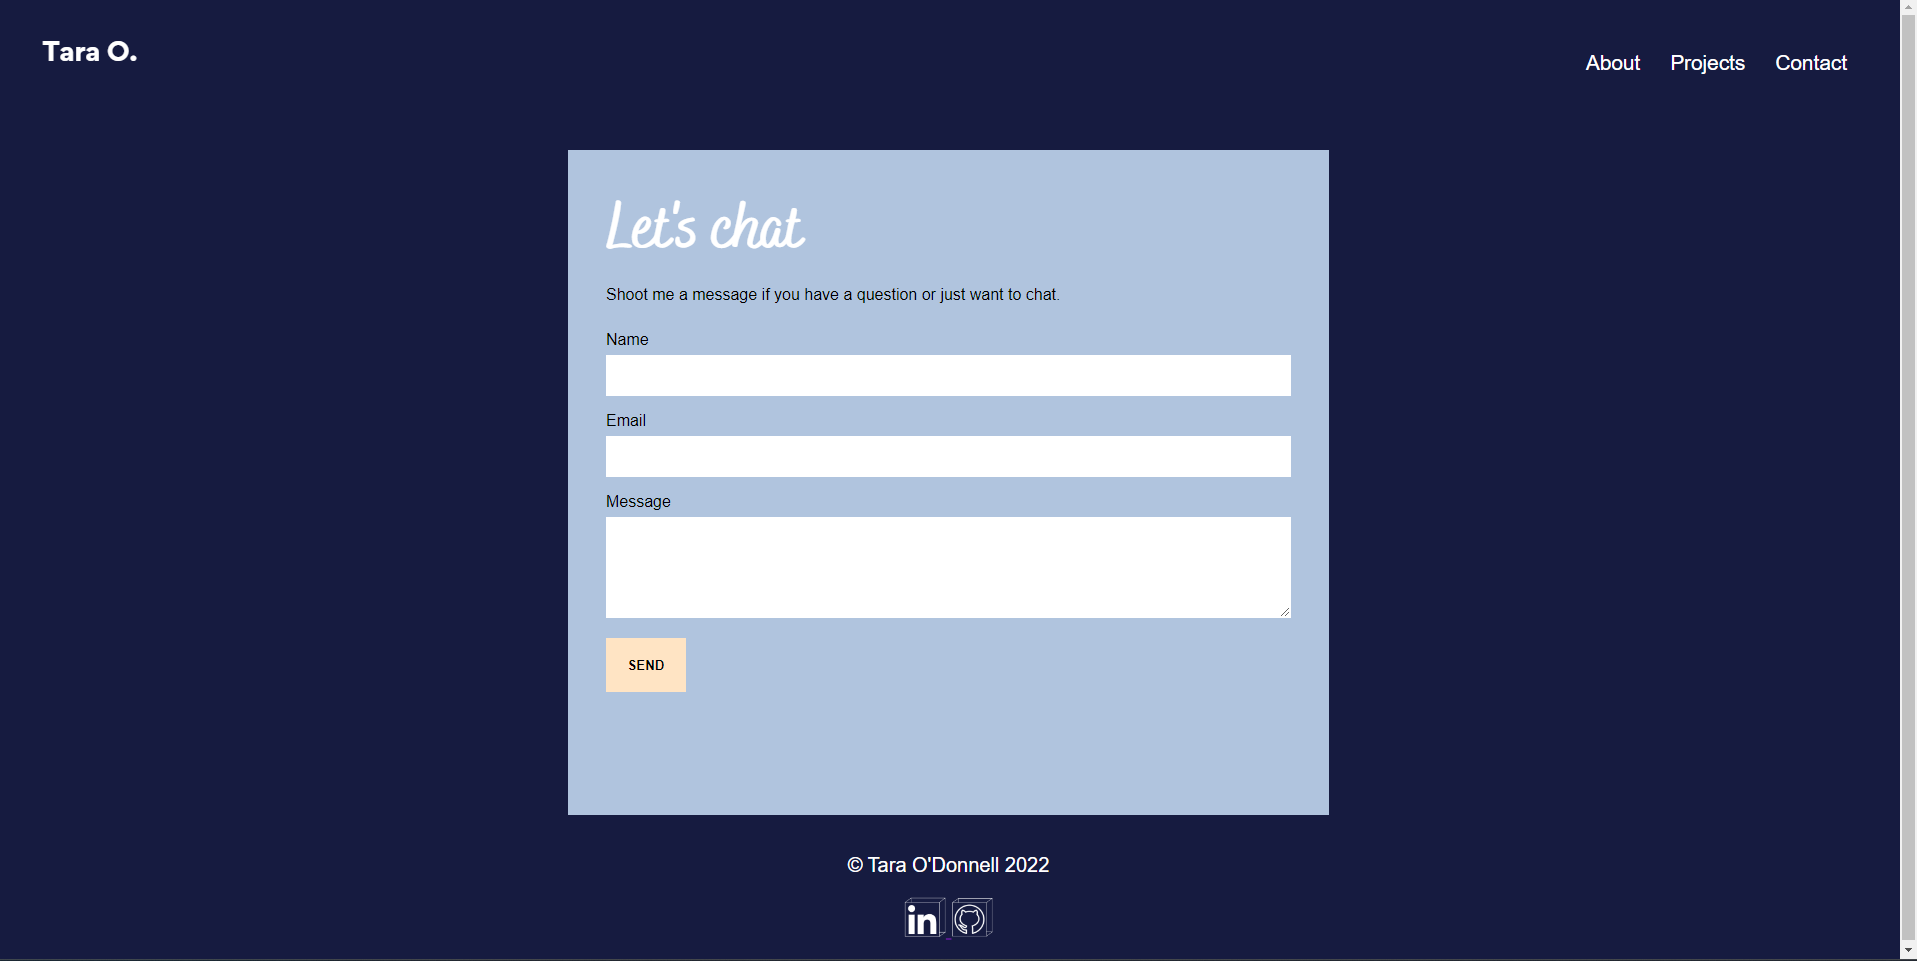 Tara O.
About Projects Contact
Let's chat
Shoot me a message if you have a question or just want to chat.
Name
Email
Message
SEND
© Tara O'Donnell 2022
in